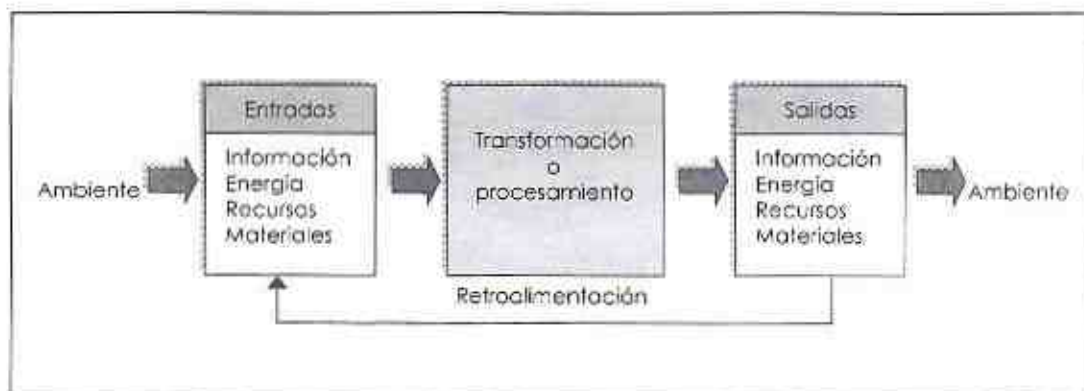 Ambiente
Entradas
Información
Energía
Recursos
Materiales
Transformación
o
procesamiento
Salidas
Información
Energía
Recursos
Materiales
Ambiente
Retroalimentación